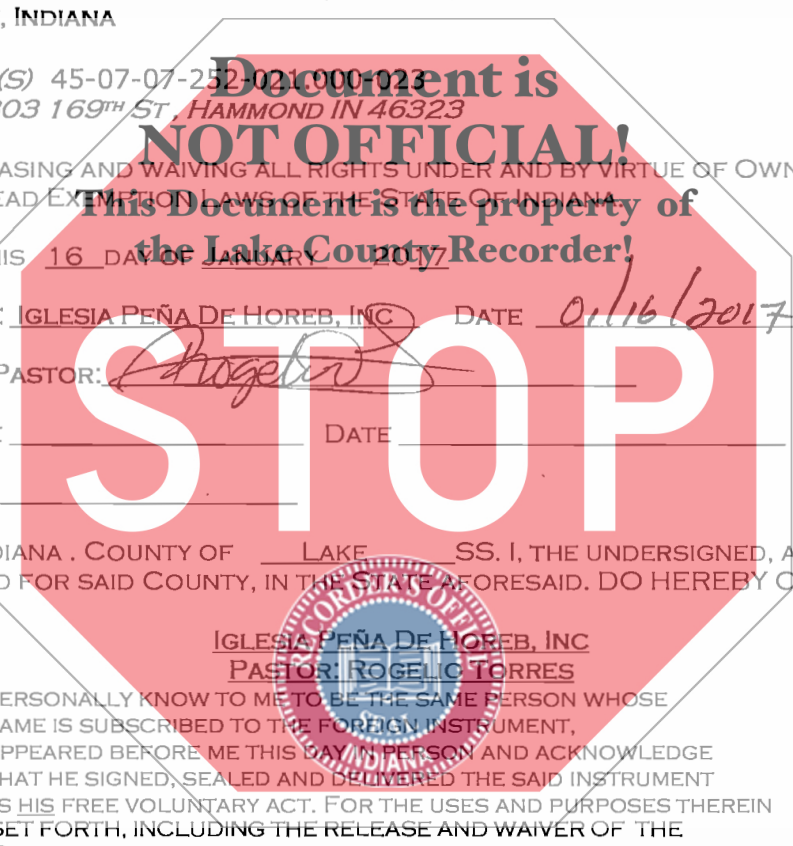 , INDIANA
(S) 45-07-07-252-021.000-023
Document is
03 169TH ST, HAMMOND IN 46323
NOT OFFICIAL!
ASING AND WAIVING ALL RIGHTS UNDER AND BY VIRTUE OF OWN
EAD EXEMPTION LAWS OF THE STATE OF INDIANA.
This Document is the property of
the Lake County Recorder!
IS 16 DAY OF JANUARY 2017
: IGLESIA PEÑA DE HOREB, INC DATE 01/16/2017
PASTOR: Rogelio
DATE
STOP
DIANA . COUNTY OF LAKE SS. I, THE UNDERSIGNED, A
D FOR SAID COUNTY, IN THE STATE AFORESAID. DO HEREBY C
RECORDER'S OFFICE
IGLESIA PEÑA DE HOREB, INC
PASTOR: ROGELIO TORRES
ERSONALLY KNOW TO ME TO BE THE SAME PERSON WHOSE
AME IS SUBSCRIBED TO THE FOREIGN INSTRUMENT,
PPEARED BEFORE ME THIS DAY IN PERSON AND ACKNOWLEDGE
INDIANA
HAT HE SIGNED, SEALED AND DELIVERED THE SAID INSTRUMENT
S HIS FREE VOLUNTARY ACT. FOR THE USES AND PURPOSES THEREIN
SET FORTH, INCLUDING THE RELEASE AND WAIVER OF THE